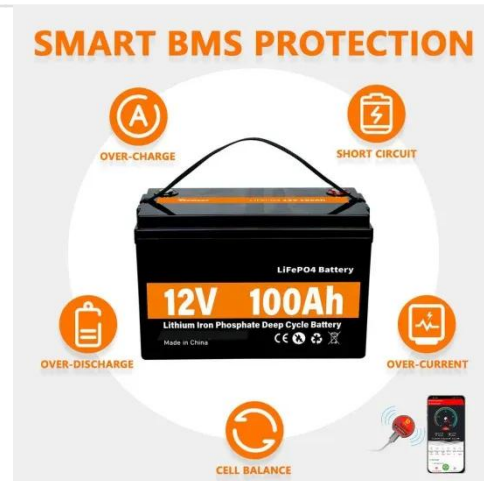 SMART BMS PROTECTION
A
OVER-CHARGE
SHORT CIRCUIT
LiFePO4 Battery
12V 100Ah
Lithium Iron Phosphate Deep Cycle Battery
Made in China
CE
OVER-DISCHARGE
OVER-CURRENT
CELL BALANCE